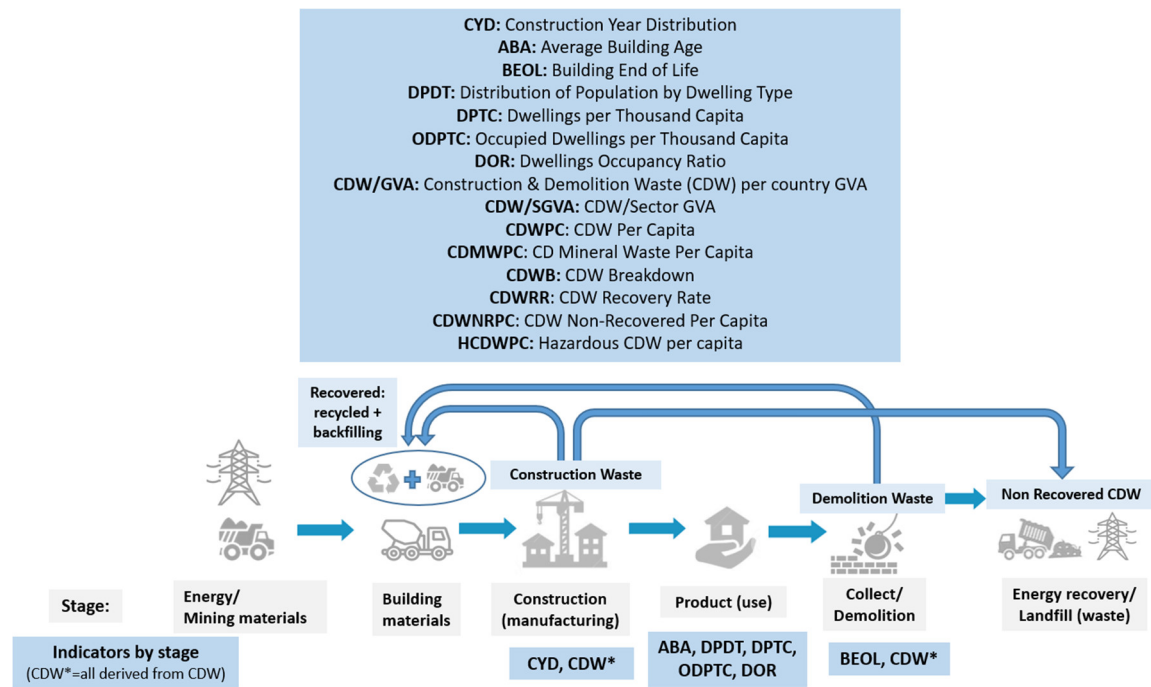 CYD: Construction Year Distribution
ABA: Average Building Age
BEOL: Building End of Life
DPDT: Distribution of Population by Dwelling Type
DPTC: Dwellings per Thousand Capita
ODPTC: Occupied Dwellings per Thousand Capita
DOR: Dwellings Occupancy Ratio
CDW/GVA: Construction & Demolition Waste (CDW) per country GVA
CDW/SGVA: CDW/Sector GVA
CDWPC: CDW Per Capita
CDMWPC: CD Mineral Waste Per Capita
CDWB: CDW Breakdown
CDWRR: CDW Recovery Rate
CDWNRPC: CDW Non-Recovered Per Capita
HCDWPC: Hazardous CDW per capita
Recovered:
recycled +
backfilling
Construction Waste
Demolition Waste
Non Recovered CDW
Stage:
Energy/
Mining materials
Building
materials
Construction
(manufacturing)
Product (use)
Collect/
Demolition
Energy recovery/
Landfill (waste)
Indicators by stage
(CDW*=all derived from CDW)
CYD, CDW*
ABA, DPDT, DPTC,
ODPTC, DOR
BEOL, CDW*